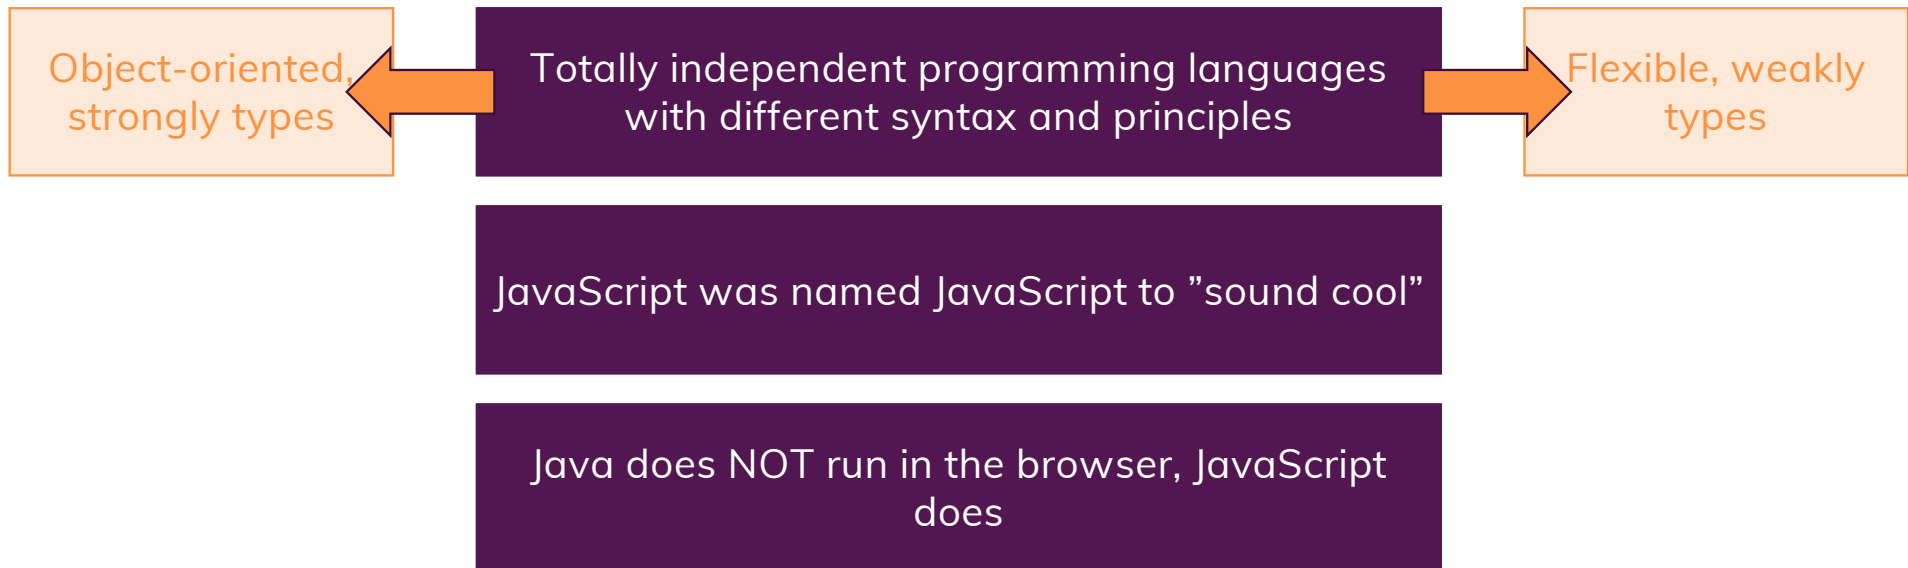 Object-oriented,
strongly types
Totally independent programming languages
with different syntax and principles
Flexible, weakly
types
JavaScript was named JavaScript to ”sound cool”
Java does NOT run in the browser, JavaScript
does